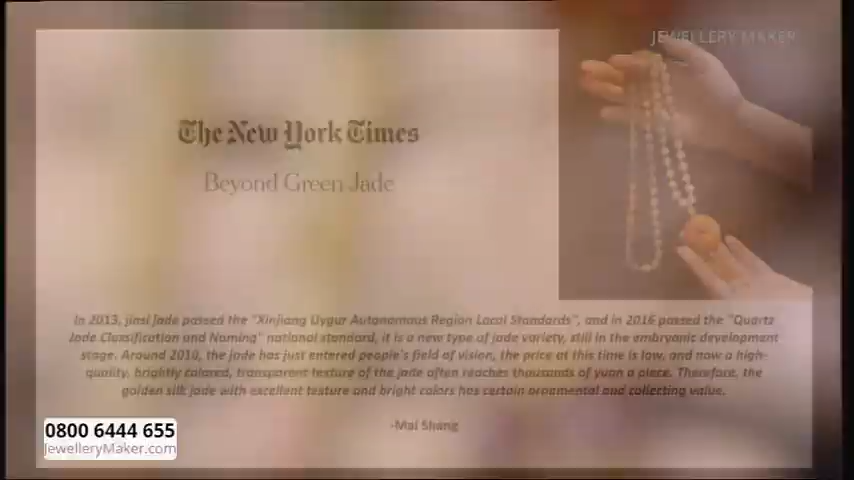 JEWELLERY MAKER
The New York Times
Beyond Green Jade
In 2013, jinsi jade passed the "Xinjiang Uygur Autonomous Region Local Standards", and in 2016 passed the "Quartz
Jade Classification and Naming" national standard, it is a new type of jade variety, still in the embryonic development
stage. Around 2010, the jade has just entered people's field of vision, the price at this time is low, and now a high-
quality, brightly colored, transparent texture of the jade often reaches thousands of yuan a piece. Therefore, the
golden silk jade with excellent texture and bright colors has certain ornamental and collecting value.
-Mai Shang
0800 6444 655
JewelleryMaker.com